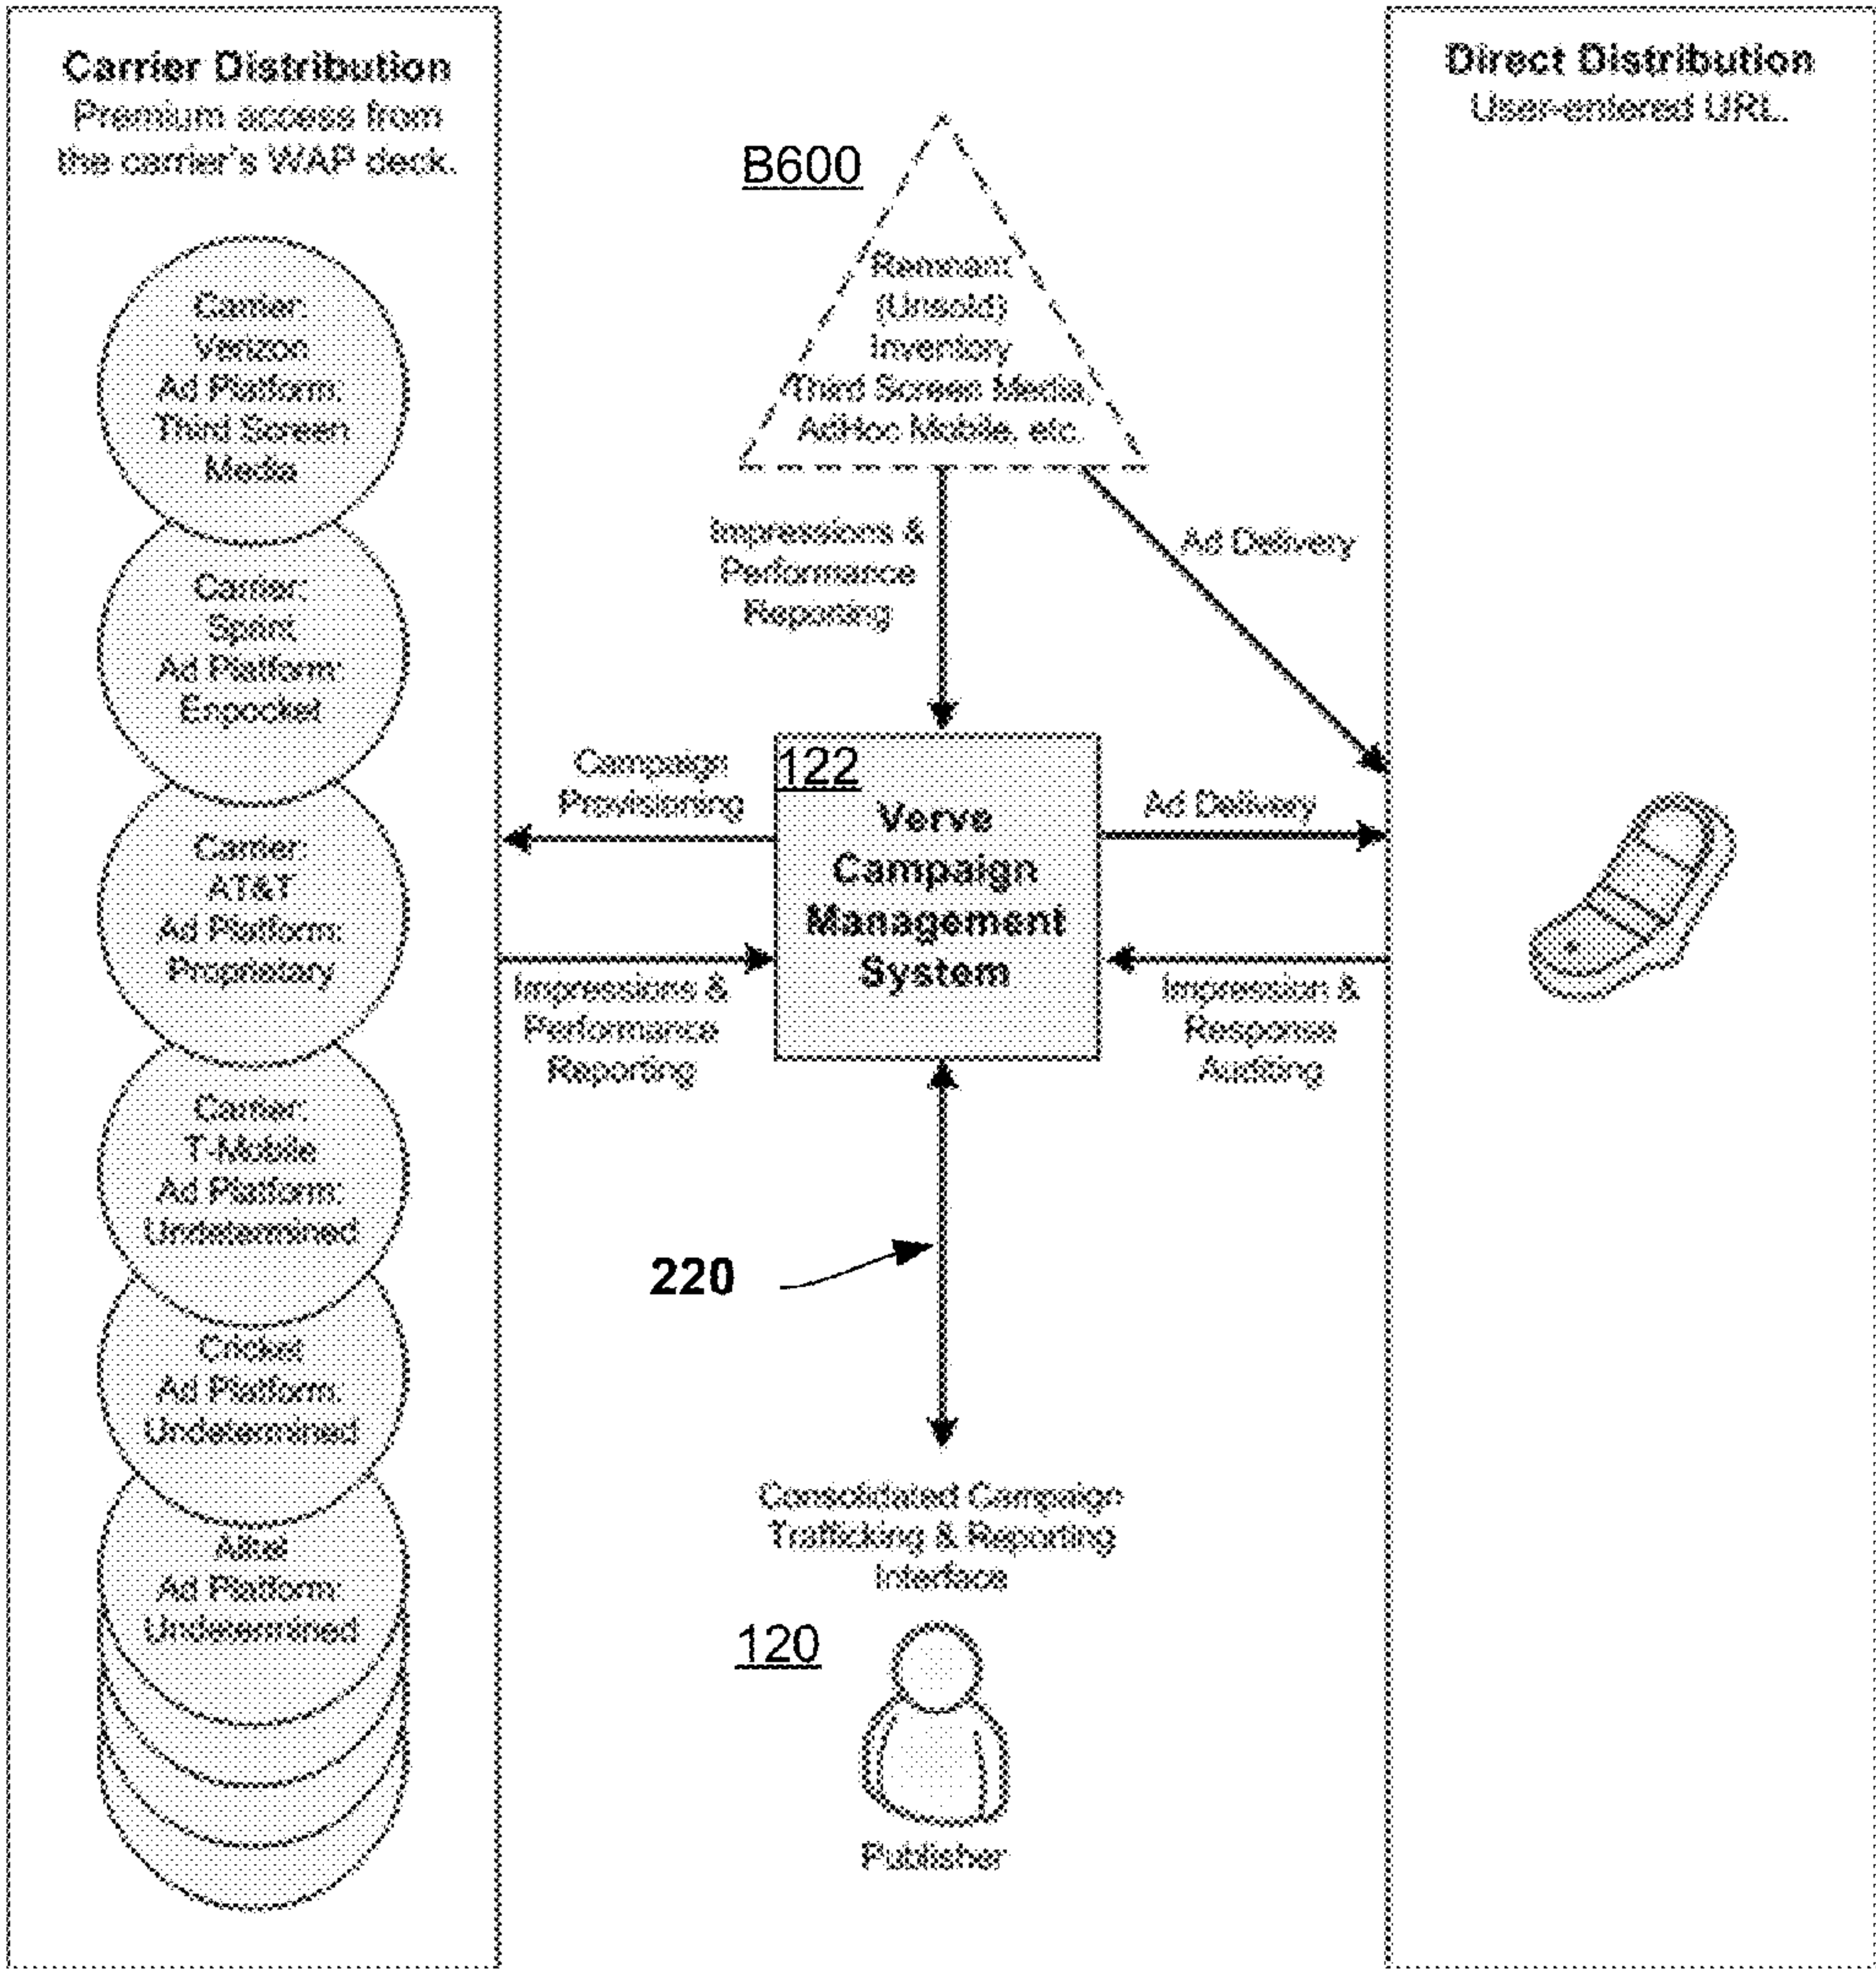 Carrier Distribution
Premium access from
the carrier's WAP deck.
Carrier:
Verizon
Ad Platform:
Third Screen
Media
Carrier:
Sprint
Ad Platform:
Enpocket
Carrier:
AT&T
Ad Platform:
Proprietary
Carrier:
T-Mobile
Ad Platform:
Undetermined
Cricket
Ad Platform:
Undetermined
Alltel
Ad Platform:
Undetermined
B600
Remnant
(Unsold)
Inventory
Third Screen Media,
AdHoc Mobile, etc.
Impressions &
Performance
Reporting
Ad Delivery
Campaign
Provisioning
122
Verve
Campaign
Management
System
Ad Delivery
Impressions &
Performance
Reporting
Impression &
Response
Auditing
220
Consolidated Campaign
Trafficking & Reporting
Interface
120
Publisher
Direct Distribution
User-entered URL.